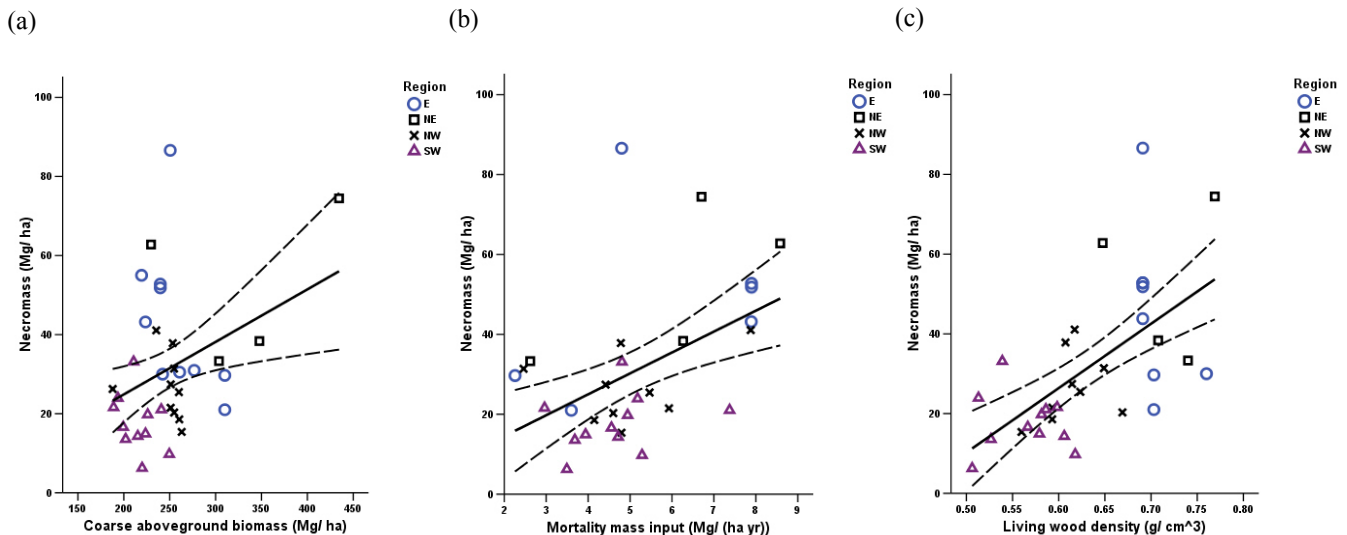 (a)
(b)
(c)
Region
E
NE
NW
SW
Necromass (Mg/ ha)
100
80
60
40
20
0
150 200 250 300 350 400 450
Coarse aboveground biomass (Mg/ ha)
Region
E
NE
NW
SW
Necromass (Mg/ ha)
100
80
60
40
20
0
2 3 4 5 6 7 8 9
Mortality mass input (Mg/ (ha yr))
Region
E
NE
NW
SW
Necromass (Mg/ ha)
100
80
60
40
20
0
0.50 0.55 0.60 0.65 0.70 0.75 0.80
Living wood density (g/ cm^3)